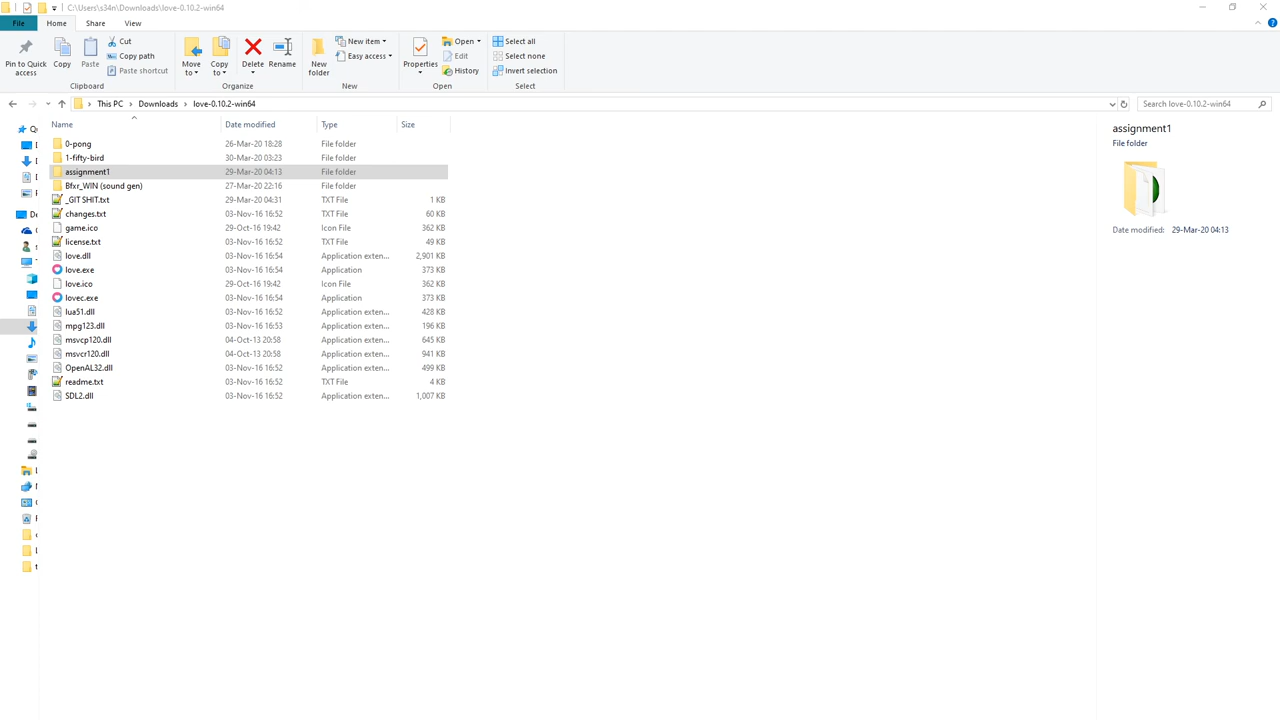 C:\Users\s34n\Downloads\love-0.10.2-win64
File Home Share View
Pin to Quick access
Copy
Paste
Cut
Copy path
Paste shortcut
Move to
Copy to
Delete
Rename
New folder
New item
Easy access
Properties
Open
Edit
History
Select all
Select none
Invert selection
Clipboard Organize New Open Select
This PC Downloads love-0.10.2-win64 Search love-0.10.2-win64
Name Date modified Type Size
0-pong 26-Mar-20 18:28 File folder
1-fifty-bird 30-Mar-20 03:23 File folder
assignment1 29-Mar-20 04:13 File folder
Bfxr_WIN (sound gen) 27-Mar-20 22:16 File folder
_GIT SHIT.txt 29-Mar-20 04:31 TXT File 1 KB
changes.txt 03-Nov-16 16:52 TXT File 60 KB
game.ico 29-Oct-16 19:42 Icon File 362 KB
license.txt 03-Nov-16 16:52 TXT File 49 KB
love.dll 03-Nov-16 16:54 Application exten... 2,901 KB
love.exe 03-Nov-16 16:54 Application 373 KB
love.ico 29-Oct-16 19:42 Icon File 362 KB
lovec.exe 03-Nov-16 16:54 Application 373 KB
lua51.dll 03-Nov-16 16:52 Application exten... 428 KB
mpg123.dll 03-Nov-16 16:53 Application exten... 196 KB
msvcp120.dll 04-Oct-13 20:58 Application exten... 645 KB
msvcr120.dll 04-Oct-13 20:58 Application exten... 941 KB
OpenAL32.dll 03-Nov-16 16:52 Application exten... 499 KB
readme.txt 03-Nov-16 16:52 TXT File 4 KB
SDL2.dll 03-Nov-16 16:52 Application exten... 1,007 KB
assignment1
File folder
Date modified: 29-Mar-20 04:13